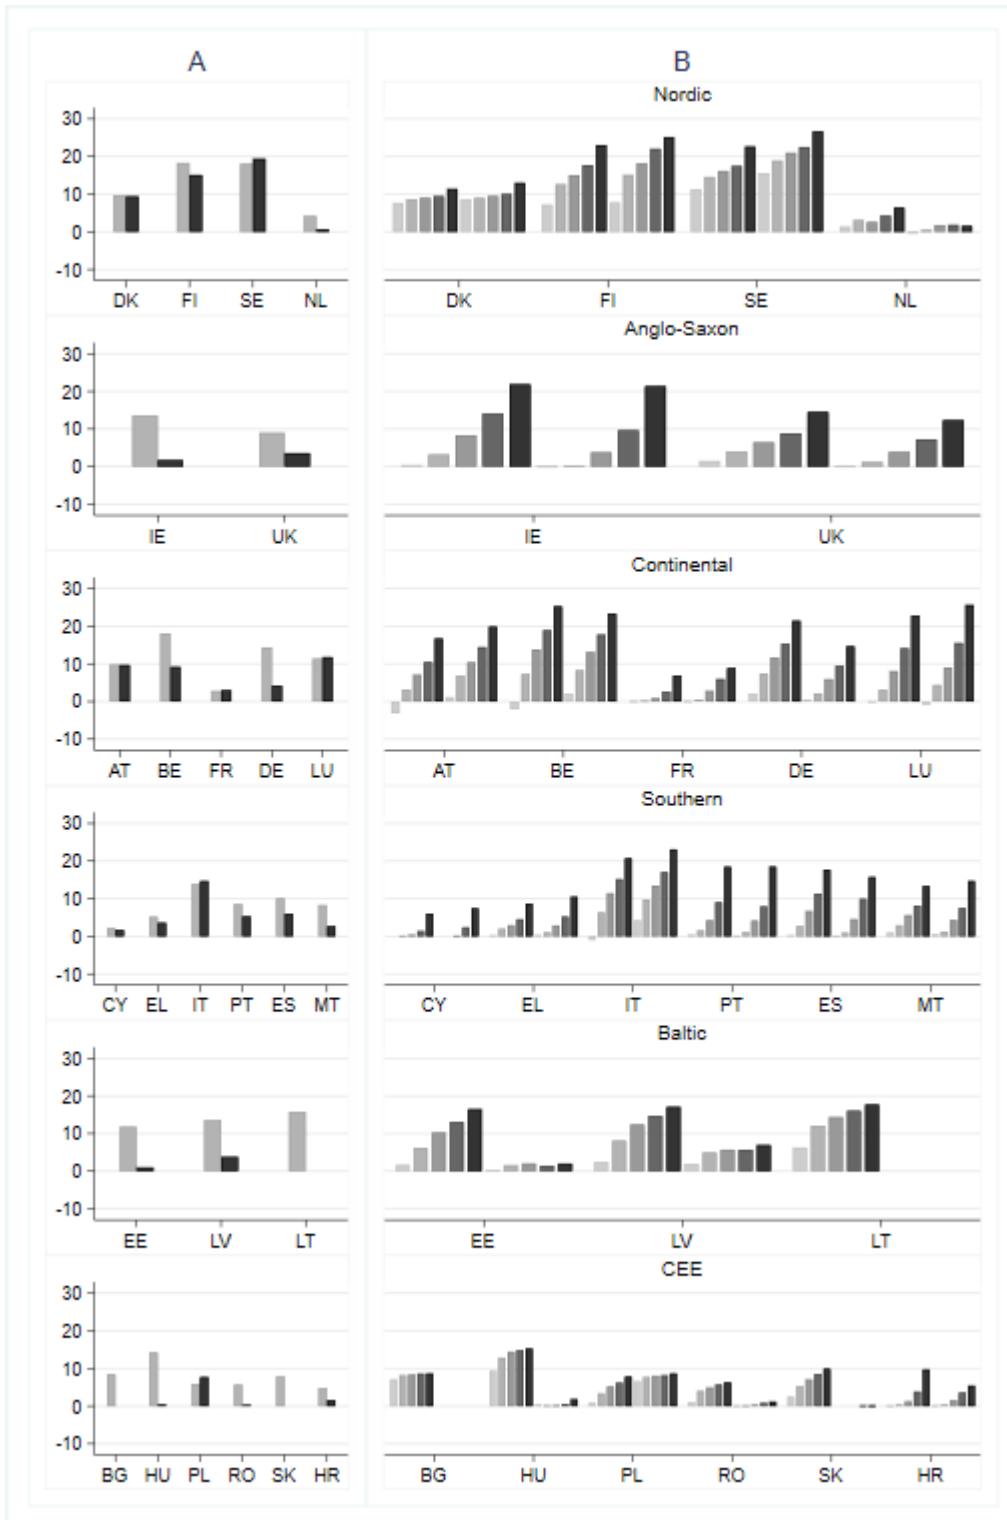 A B
Nordic
30
20
10
0
-10
DK FI SE NL DK FI SE NL
Anglo-Saxon
30
20
10
0
-10
IE UK IE UK
Continental
30
20
10
0
-10
AT BE FR DE LU AT BE FR DE LU
Southern
30
20
10
0
-10
CY EL IT PT ES MT CY EL IT PT ES MT
Baltic
30
20
10
0
-10
EE LV LT EE LV LT
CEE
30
20
10
0
-10
BG HU PL RO SK HR BG HU PL RO SK HR